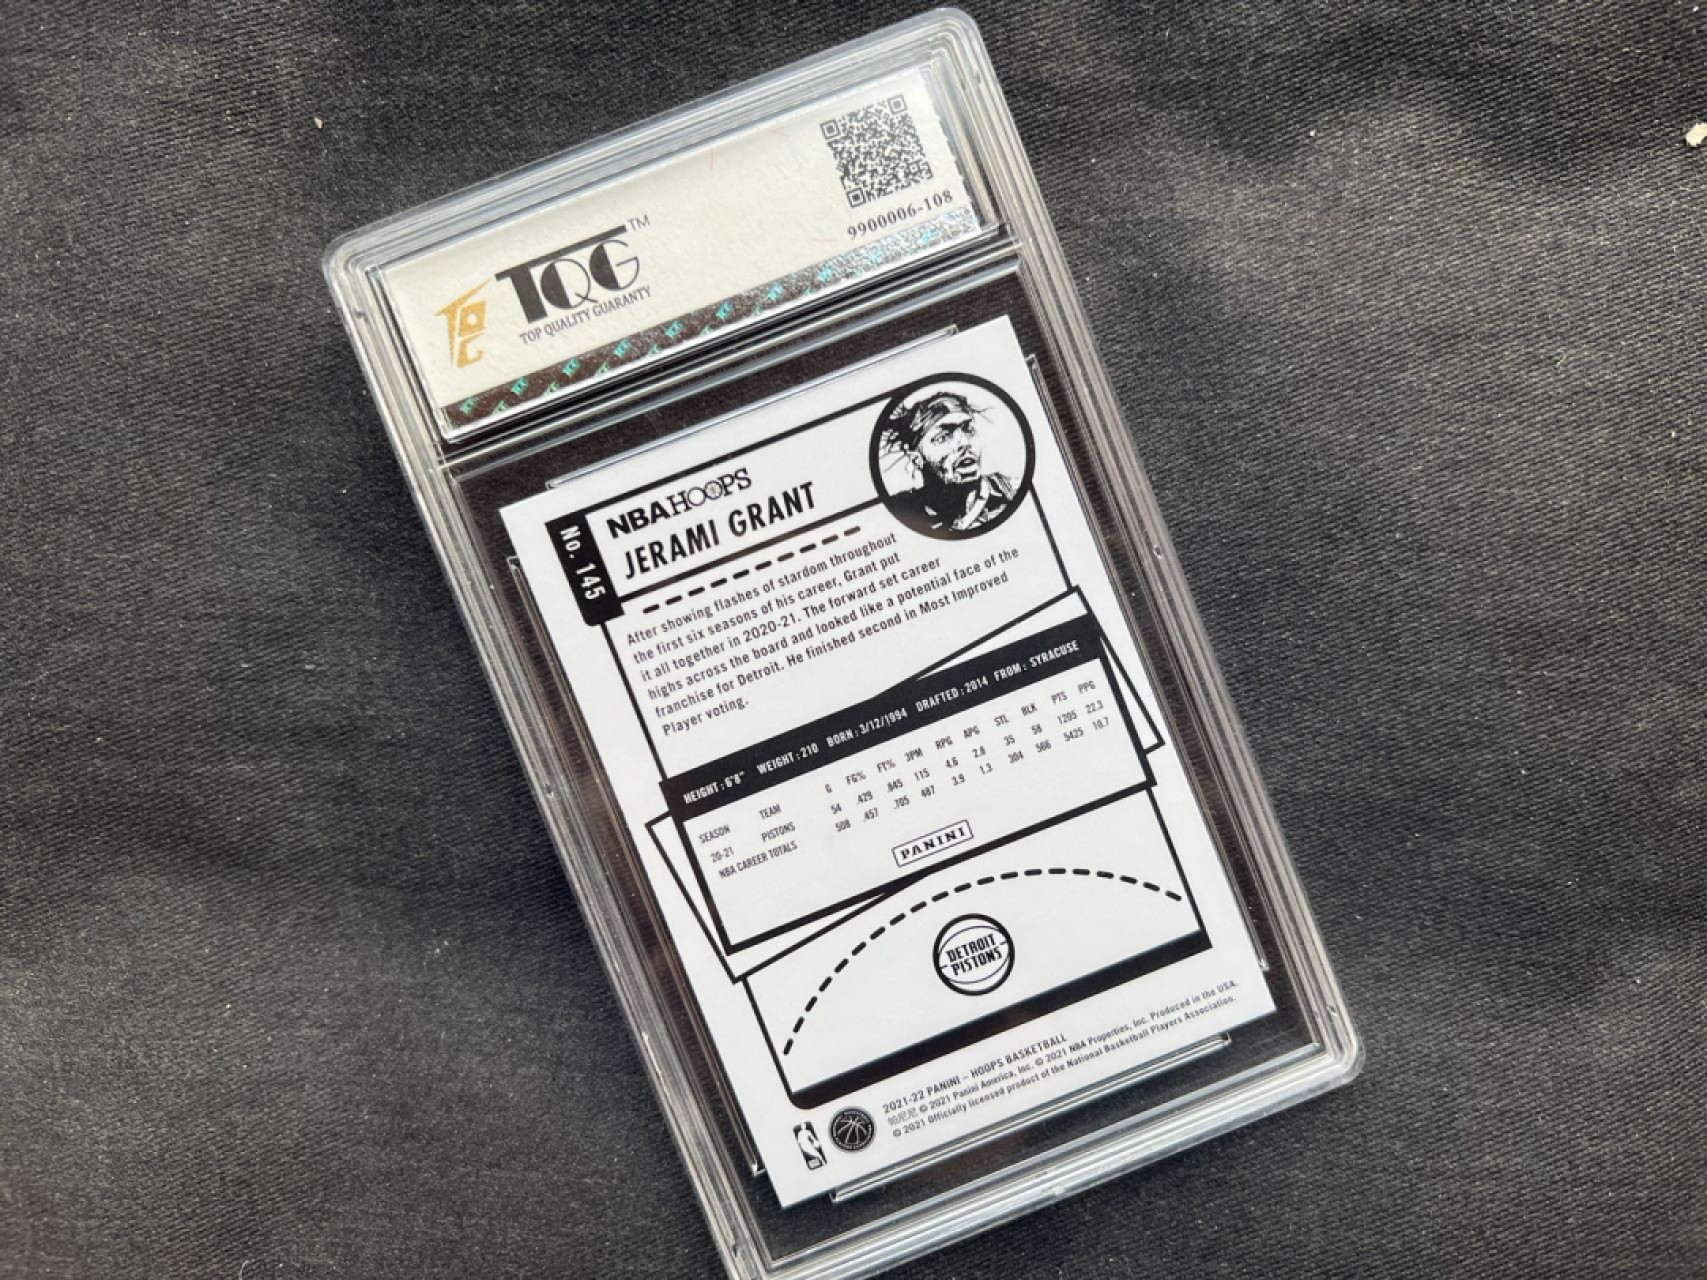 TQG™
TOP QUALITY GUARANTY
9900006-108
No. 145
NBA HOOPS
JERAMI GRANT
After showing flashes of stardom throughout
the first six seasons of his career, Grant put
it all together in 2020-21. The forward set career
highs across the board and looked like a potential face of the
franchise for Detroit. He finished second in Most Improved
Player voting.
HEIGHT: 6'8" WEIGHT: 210 BORN: 3/12/1994 DRAFTED: 2014 FROM: SYRACUSE
SEASON TEAM G FG% FT% 3PM RPG APG STL BLK PTS PPG
20-21 PISTONS 54 .429 .845 115 4.6 2.8 35 58 1205 22.3
NBA CAREER TOTALS 508 .457 .705 487 3.9 1.3 304 566 5425 10.7
PANINI
DETROIT
PISTONS
2021-22 PANINI – HOOPS BASKETBALL
帕尼尼 © 2021 Panini America, Inc. © 2021 NBA Properties, Inc. Produced in the USA.
© 2021 Officially licensed product of the National Basketball Players Association.